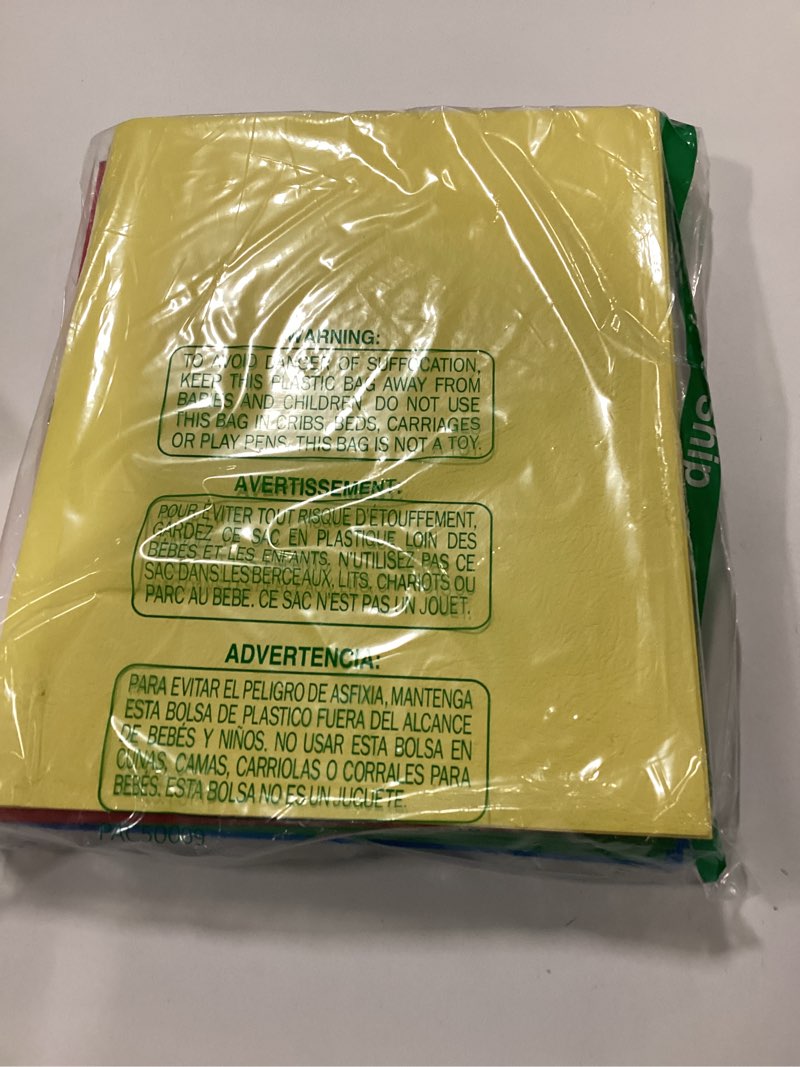 WARNING:
TO AVOID DANGER OF SUFFOCATION,
KEEP THIS PLASTIC BAG AWAY FROM
BABIES AND CHILDREN. DO NOT USE
THIS BAG IN CRIBS, BEDS, CARRIAGES
OR PLAY PENS. THIS BAG IS NOT A TOY.
AVERTISSEMENT:
POUR ÉVITER TOUT RISQUE D'ÉTOUFFEMENT,
GARDEZ CE SAC EN PLASTIQUE LOIN DES
BÉBÉS ET LES ENFANTS. N'UTILISEZ PAS CE
SAC DANS LES BERCEAUX, LITS, CHARIOTS OU
PARC AU BEBE. CE SAC N'EST PAS UN JOUET.
ADVERTENCIA:
PARA EVITAR EL PELIGRO DE ASFIXIA, MANTENGA
ESTA BOLSA DE PLASTICO FUERA DEL ALCANCE
DE BEBÉS Y NIÑOS. NO USAR ESTA BOLSA EN
CUNAS, CAMAS, CARRIOLAS O CORRALES PARA
BEBÉS. ESTA BOLSA NO ES UN JUGUETE.
PAC50009